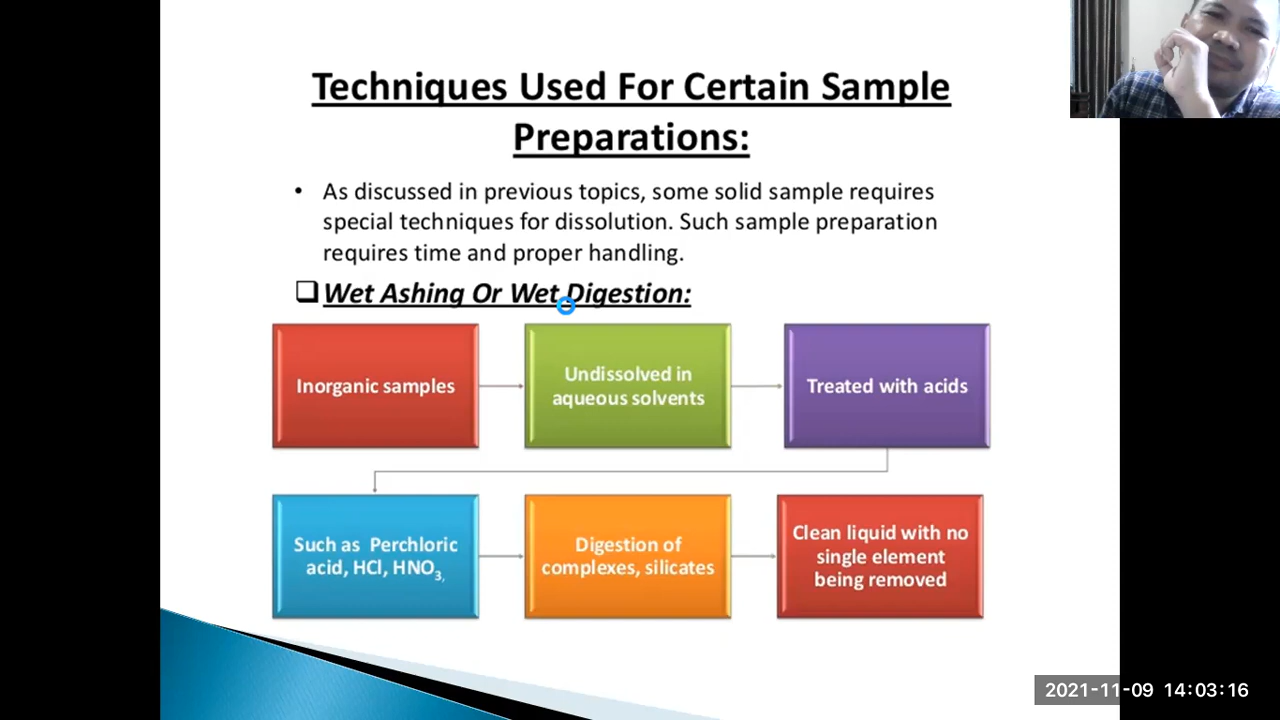 Techniques Used For Certain Sample
Preparations:
• As discussed in previous topics, some solid sample requires
special techniques for dissolution. Such sample preparation
requires time and proper handling.
❑ Wet Ashing Or Wet Digestion:
Inorganic samples
Undissolved in
aqueous solvents
Treated with acids
Such as Perchloric
acid, HCl, HNO₃,
Digestion of
complexes, silicates
Clean liquid with no
single element
being removed
2021-11-09 14:03:16